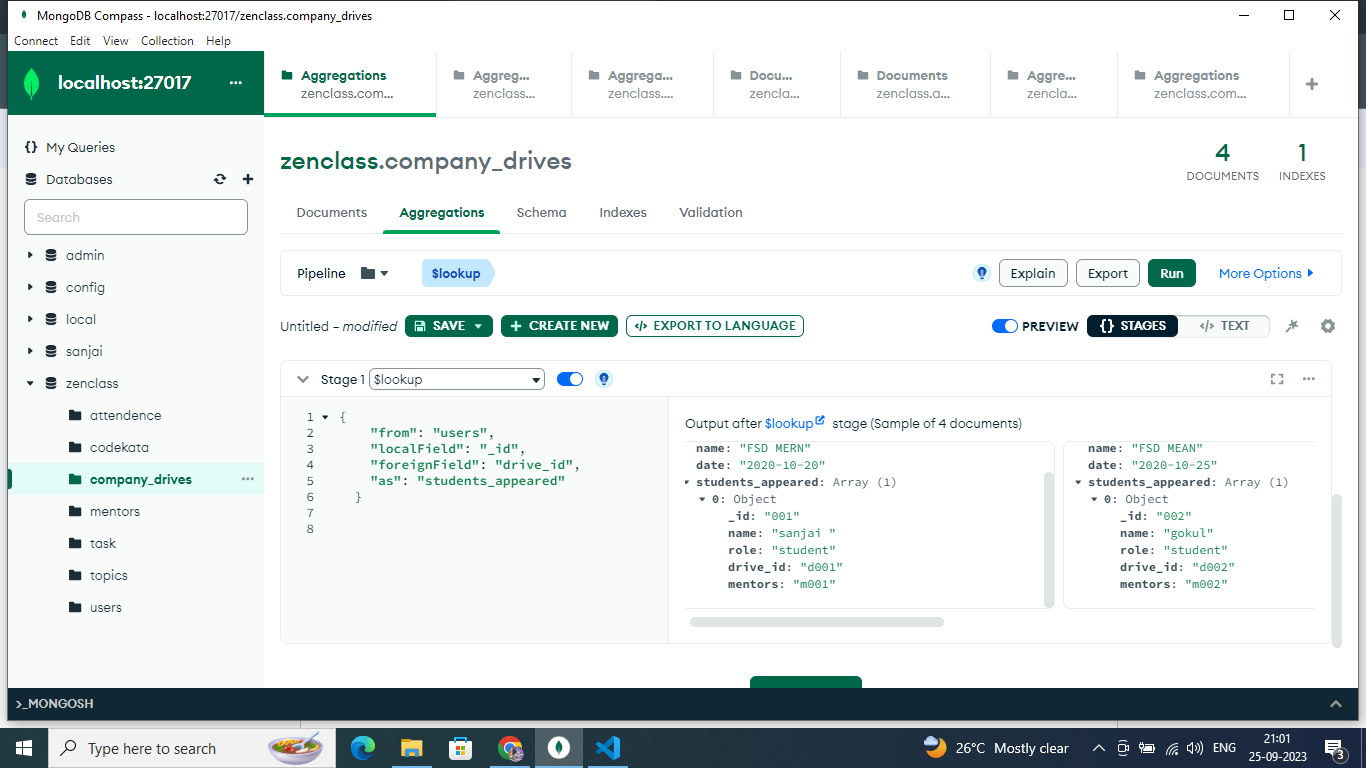 MongoDB Compass - localhost:27017/zenclass.company_drives
Connect Edit View Collection Help
localhost:27017 ...
Aggregations
zenclass.com...
Aggreg...
zenclass...
Aggrega...
zenclass....
Docu...
zencla...
Documents
zenclass.a...
Aggre...
zencla...
Aggregations
zenclass.com...
+
{} My Queries
Databases
Search
admin
config
local
sanjai
zenclass
attendence
codekata
company_drives ...
mentors
task
topics
users
zenclass.company_drives
4
DOCUMENTS
1
INDEXES
Documents Aggregations Schema Indexes Validation
Pipeline $lookup Explain Export Run More Options
Untitled – modified SAVE + CREATE NEW </> EXPORT TO LANGUAGE PREVIEW {} STAGES </> TEXT
Stage 1 $lookup ...
1 {
2 "from": "users",
3 "localField": "_id",
4 "foreignField": "drive_id",
5 "as": "students_appeared"
6 }
7
8
Output after $lookup stage (Sample of 4 documents)
name: "FSD MERN"
date: "2020-10-20"
students_appeared: Array (1)
0: Object
_id: "001"
name: "sanjai "
role: "student"
drive_id: "d001"
mentors: "m001"
name: "FSD MEAN"
date: "2020-10-25"
students_appeared: Array (1)
0: Object
_id: "002"
name: "gokul"
role: "student"
drive_id: "d002"
mentors: "m002"
>_MONGOSH
Type here to search
26°C Mostly clear
ENG
21:01
25-09-2023
3